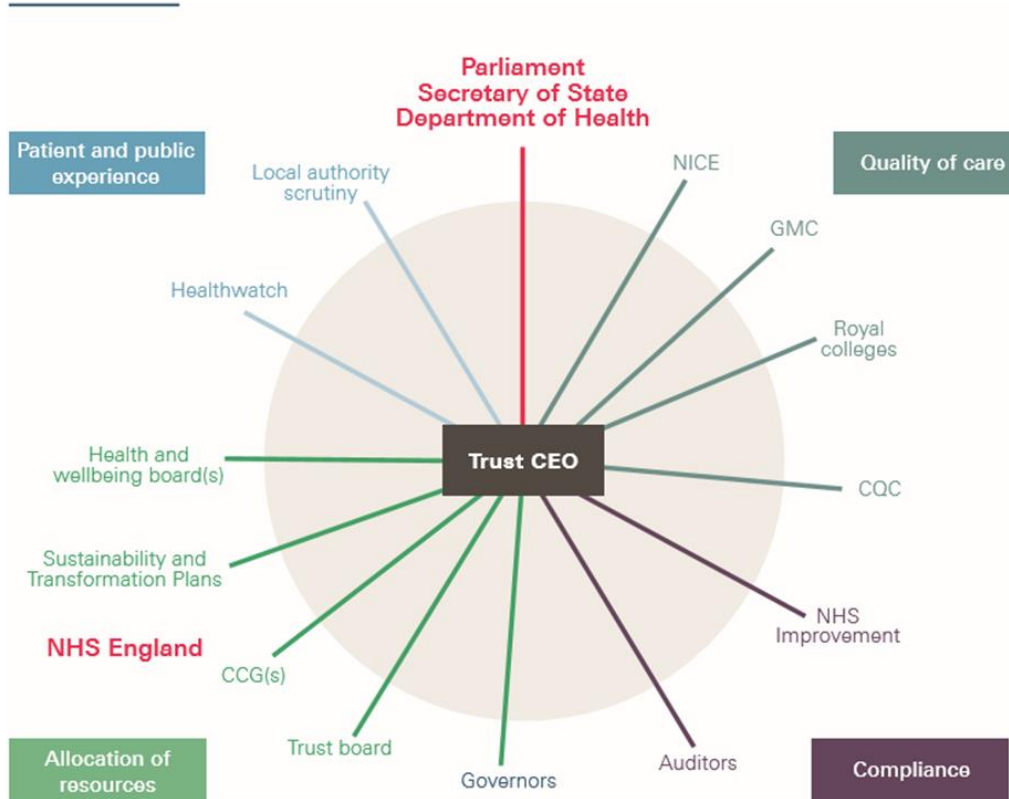 Parliament
Secretary of State
Department of Health
Patient and public
experience
Quality of care
Local authority
scrutiny
NICE
GMC
Healthwatch
Royal
colleges
Trust CEO
Health and
wellbeing board(s)
CQC
Sustainability and
Transformation Plans
NHS
Improvement
NHS England
CCG(s)
Trust board
Governors
Auditors
Allocation of
resources
Compliance